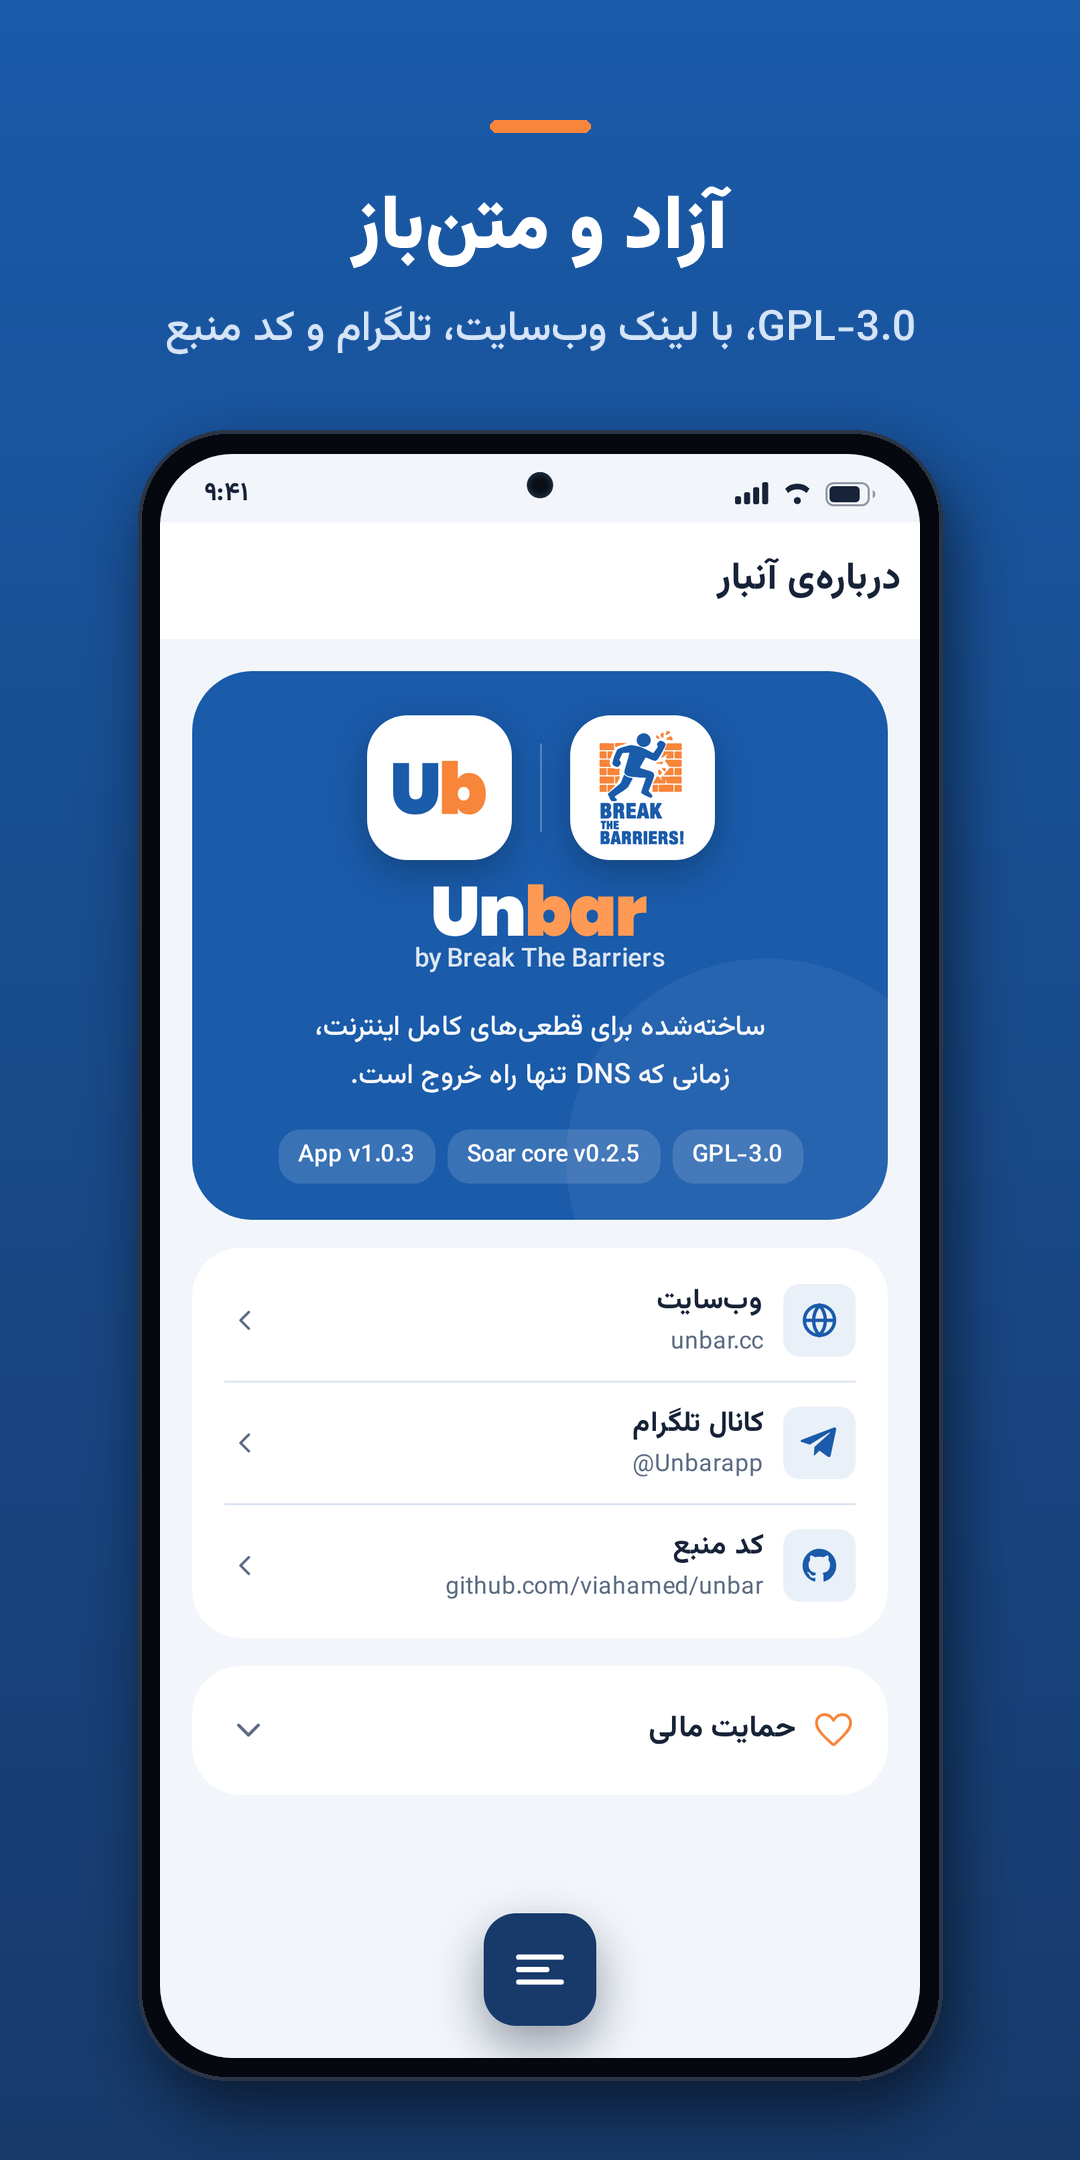 آزاد و متن‌باز
GPL-3.0، با لینک وب‌سایت، تلگرام و کد منبع
۹:۴۱
درباره‌ی آنبار
Ub
BREAK
THE
BARRIERS!
Unbar
by Break The Barriers
ساخته‌شده برای قطعی‌های کامل اینترنت،
زمانی که DNS تنها راه خروج است.
App v1.0.3 Soar core v0.2.5 GPL-3.0
وب‌سایت
unbar.cc
کانال تلگرام
@Unbarapp
کد منبع
github.com/viahamed/unbar
حمایت مالی